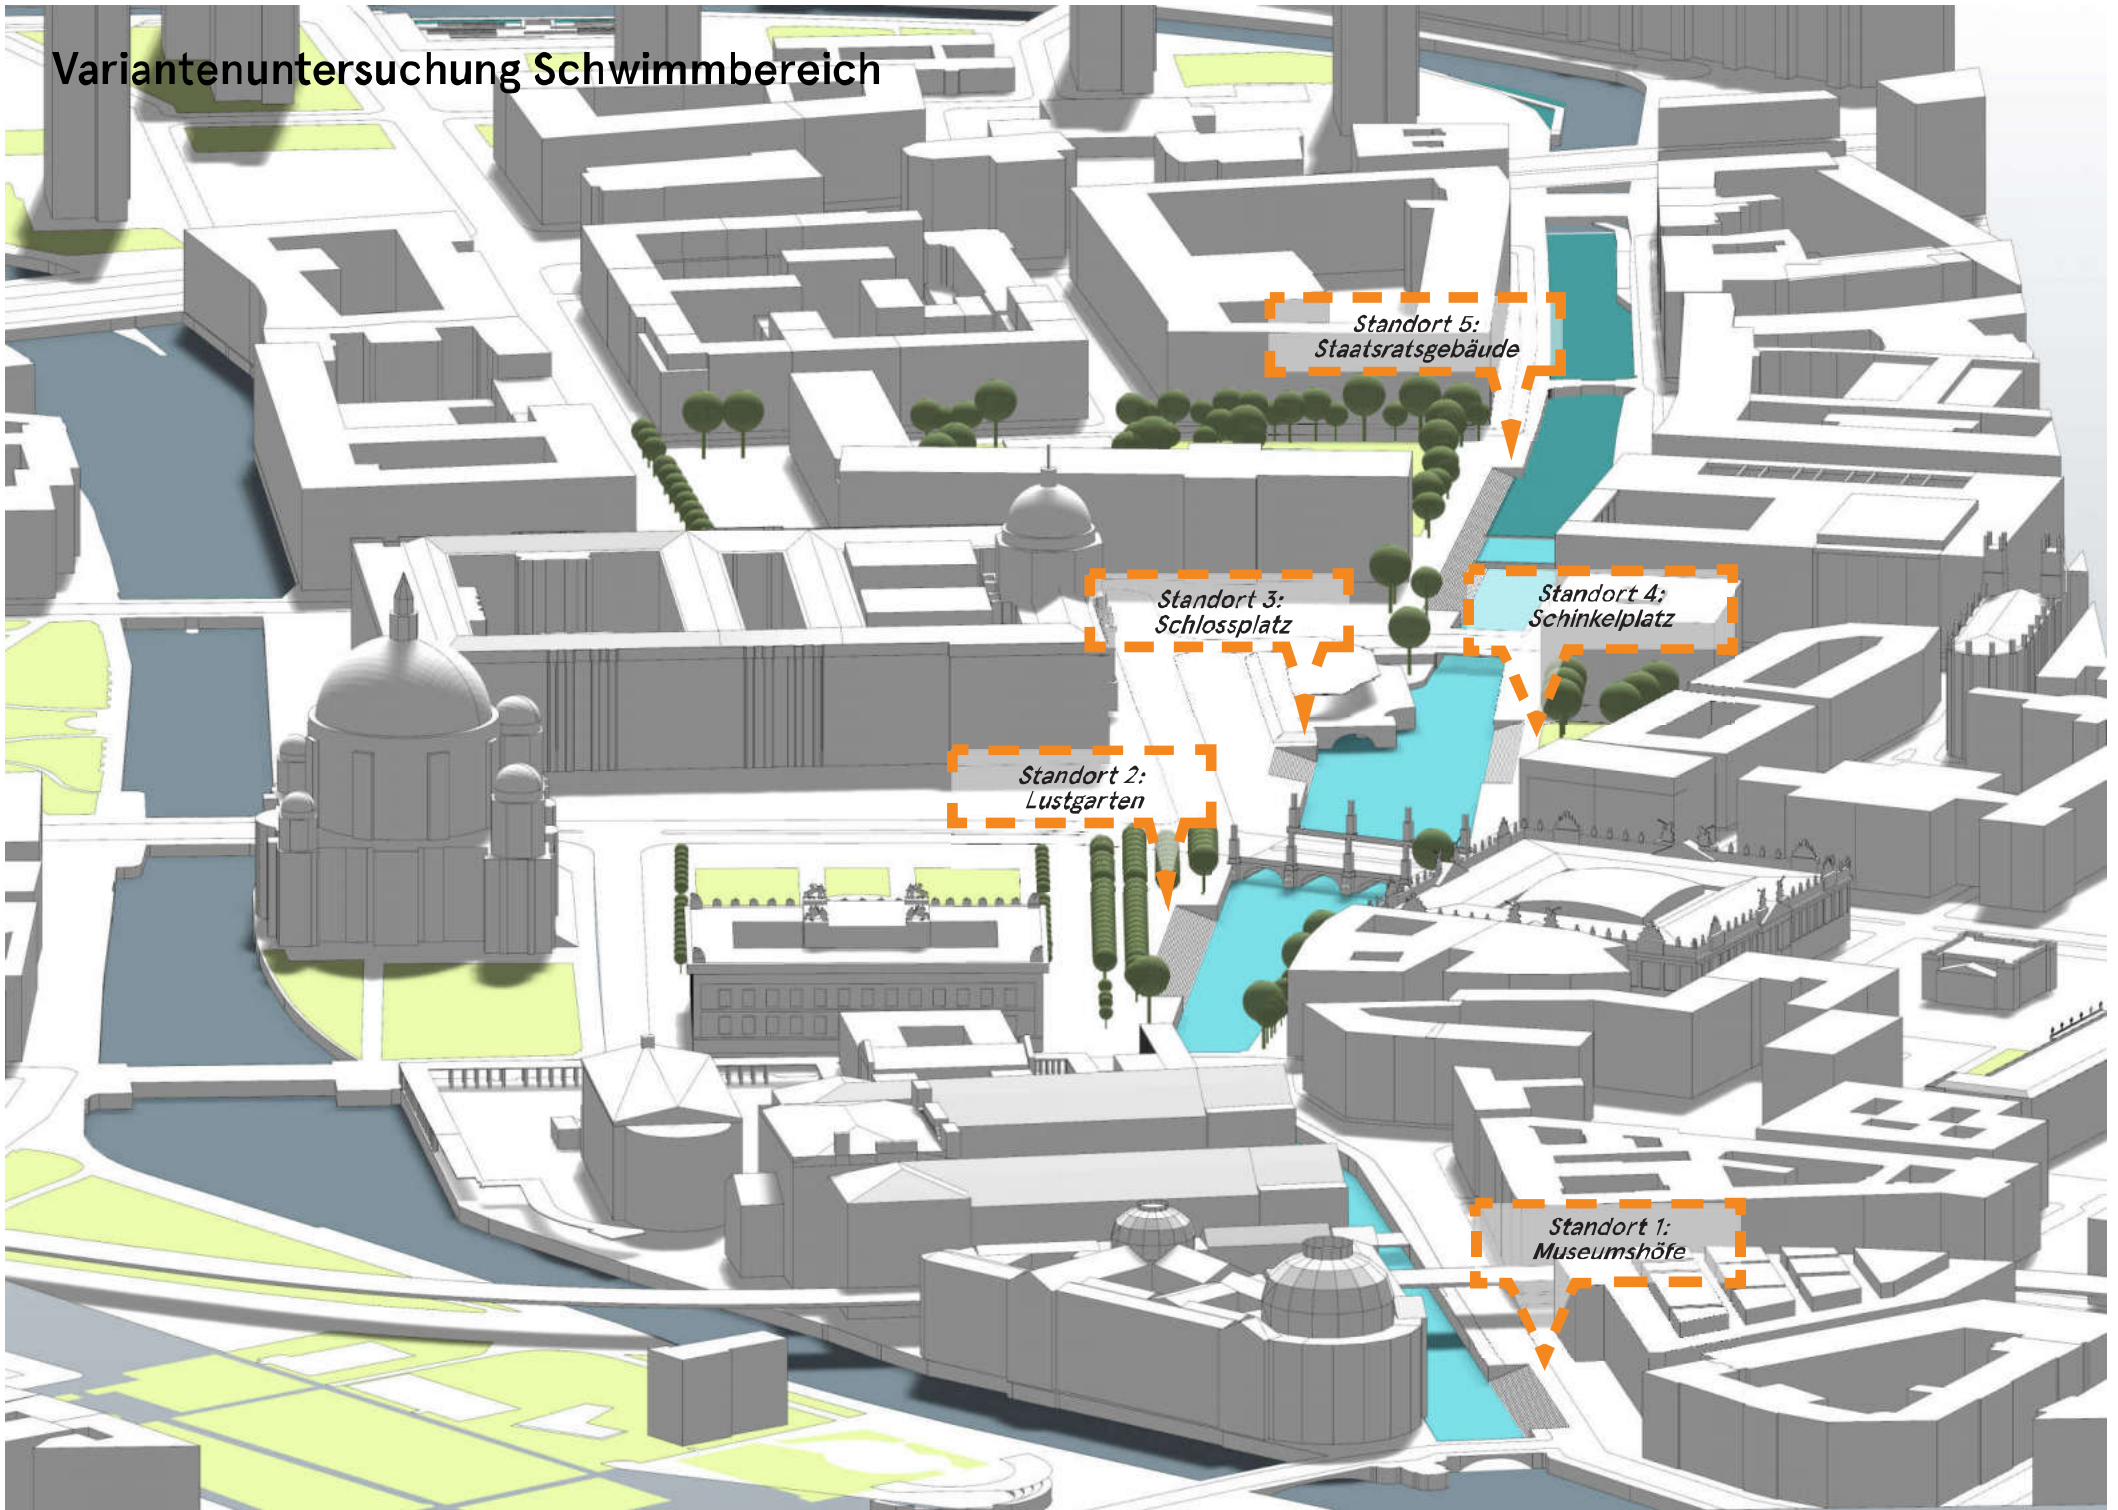 Variantenuntersuchung Schwimmbereich
Standort 5:
Staatsratsgebäude
Standort 3:
Schlossplatz
Standort 4:
Schinkelplatz
Standort 2:
Lustgarten
Standort 1:
Museumshöfe